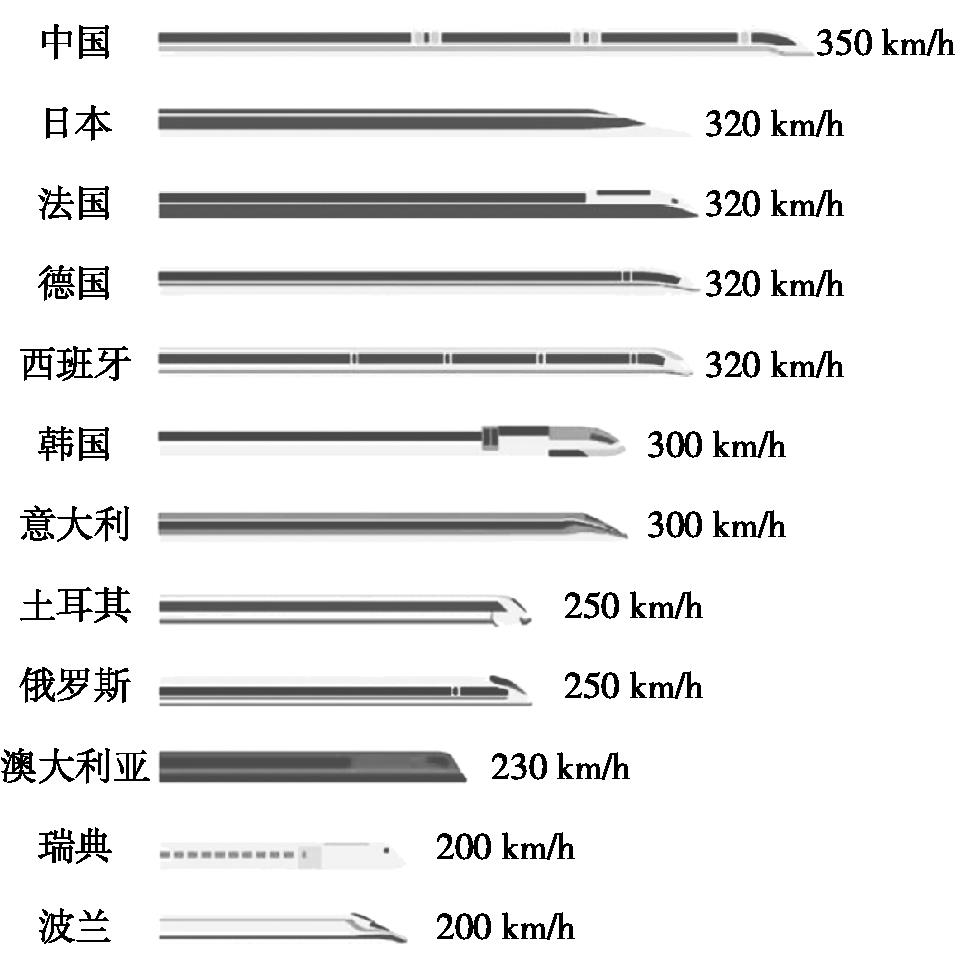 中国 350 km/h
日本 320 km/h
法国 320 km/h
德国 320 km/h
西班牙 320 km/h
韩国 300 km/h
意大利 300 km/h
土耳其 250 km/h
俄罗斯 250 km/h
澳大利亚 230 km/h
瑞典 200 km/h
波兰 200 km/h